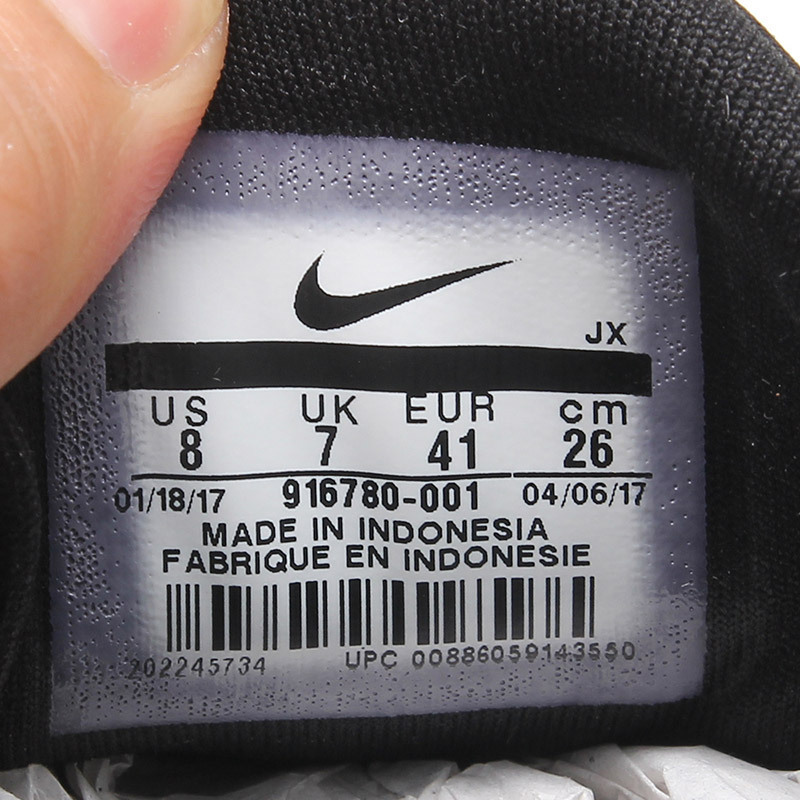 JX
US UK EUR cm
8 7 41 26
01/18/17 916780-001 04/06/17
MADE IN INDONESIA
FABRIQUE EN INDONESIE
202245734 UPC 00886059143550